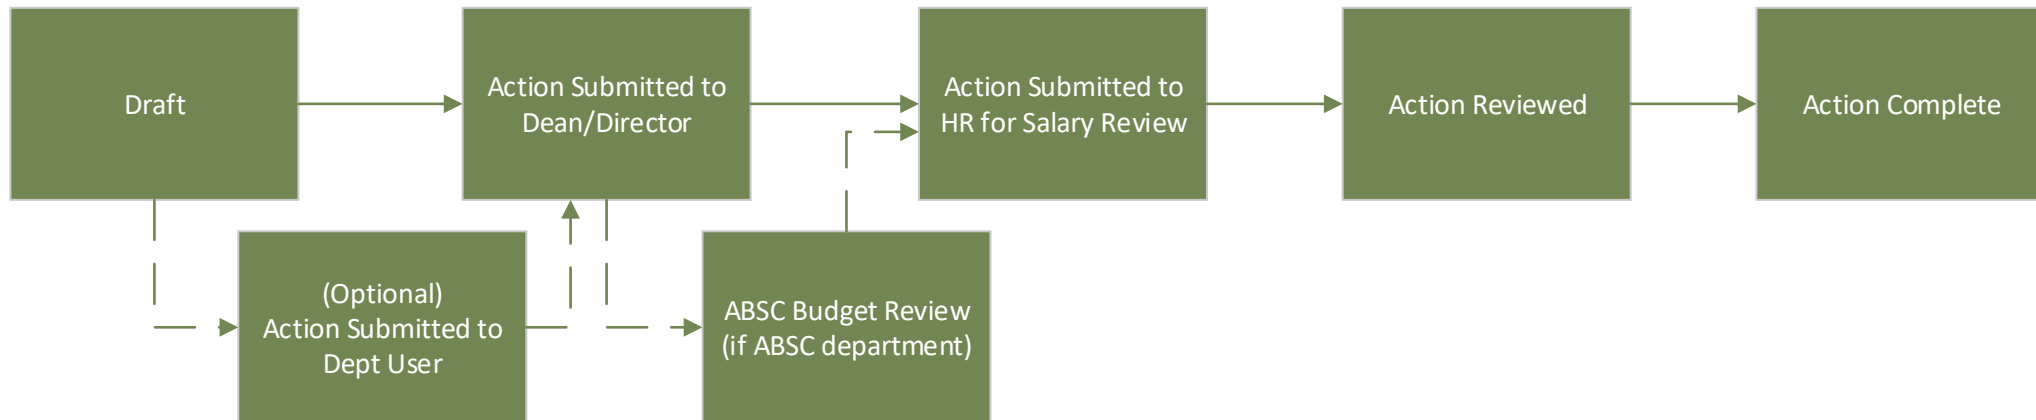 Draft
Action Submitted to
Dean/Director
Action Submitted to
HR for Salary Review
Action Reviewed
Action Complete
(Optional)
Action Submitted to
Dept User
ABSC Budget Review
(if ABSC department)